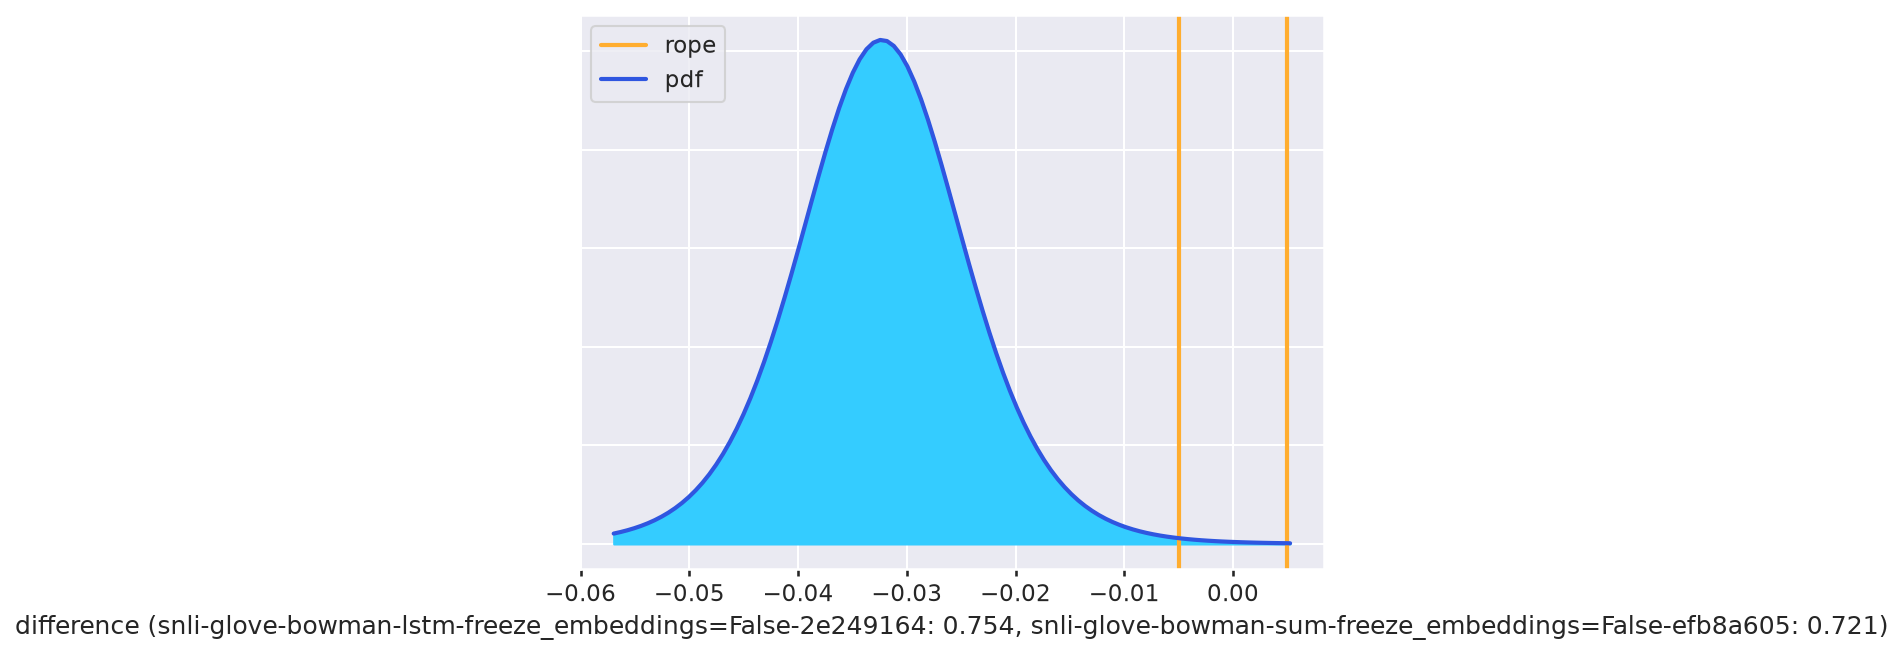 rope
pdf
−0.06 −0.05 −0.04 −0.03 −0.02 −0.01 0.00
difference (snli-glove-bowman-lstm-freeze_embeddings=False-2e249164: 0.754, snli-glove-bowman-sum-freeze_embeddings=False-efb8a605: 0.721)